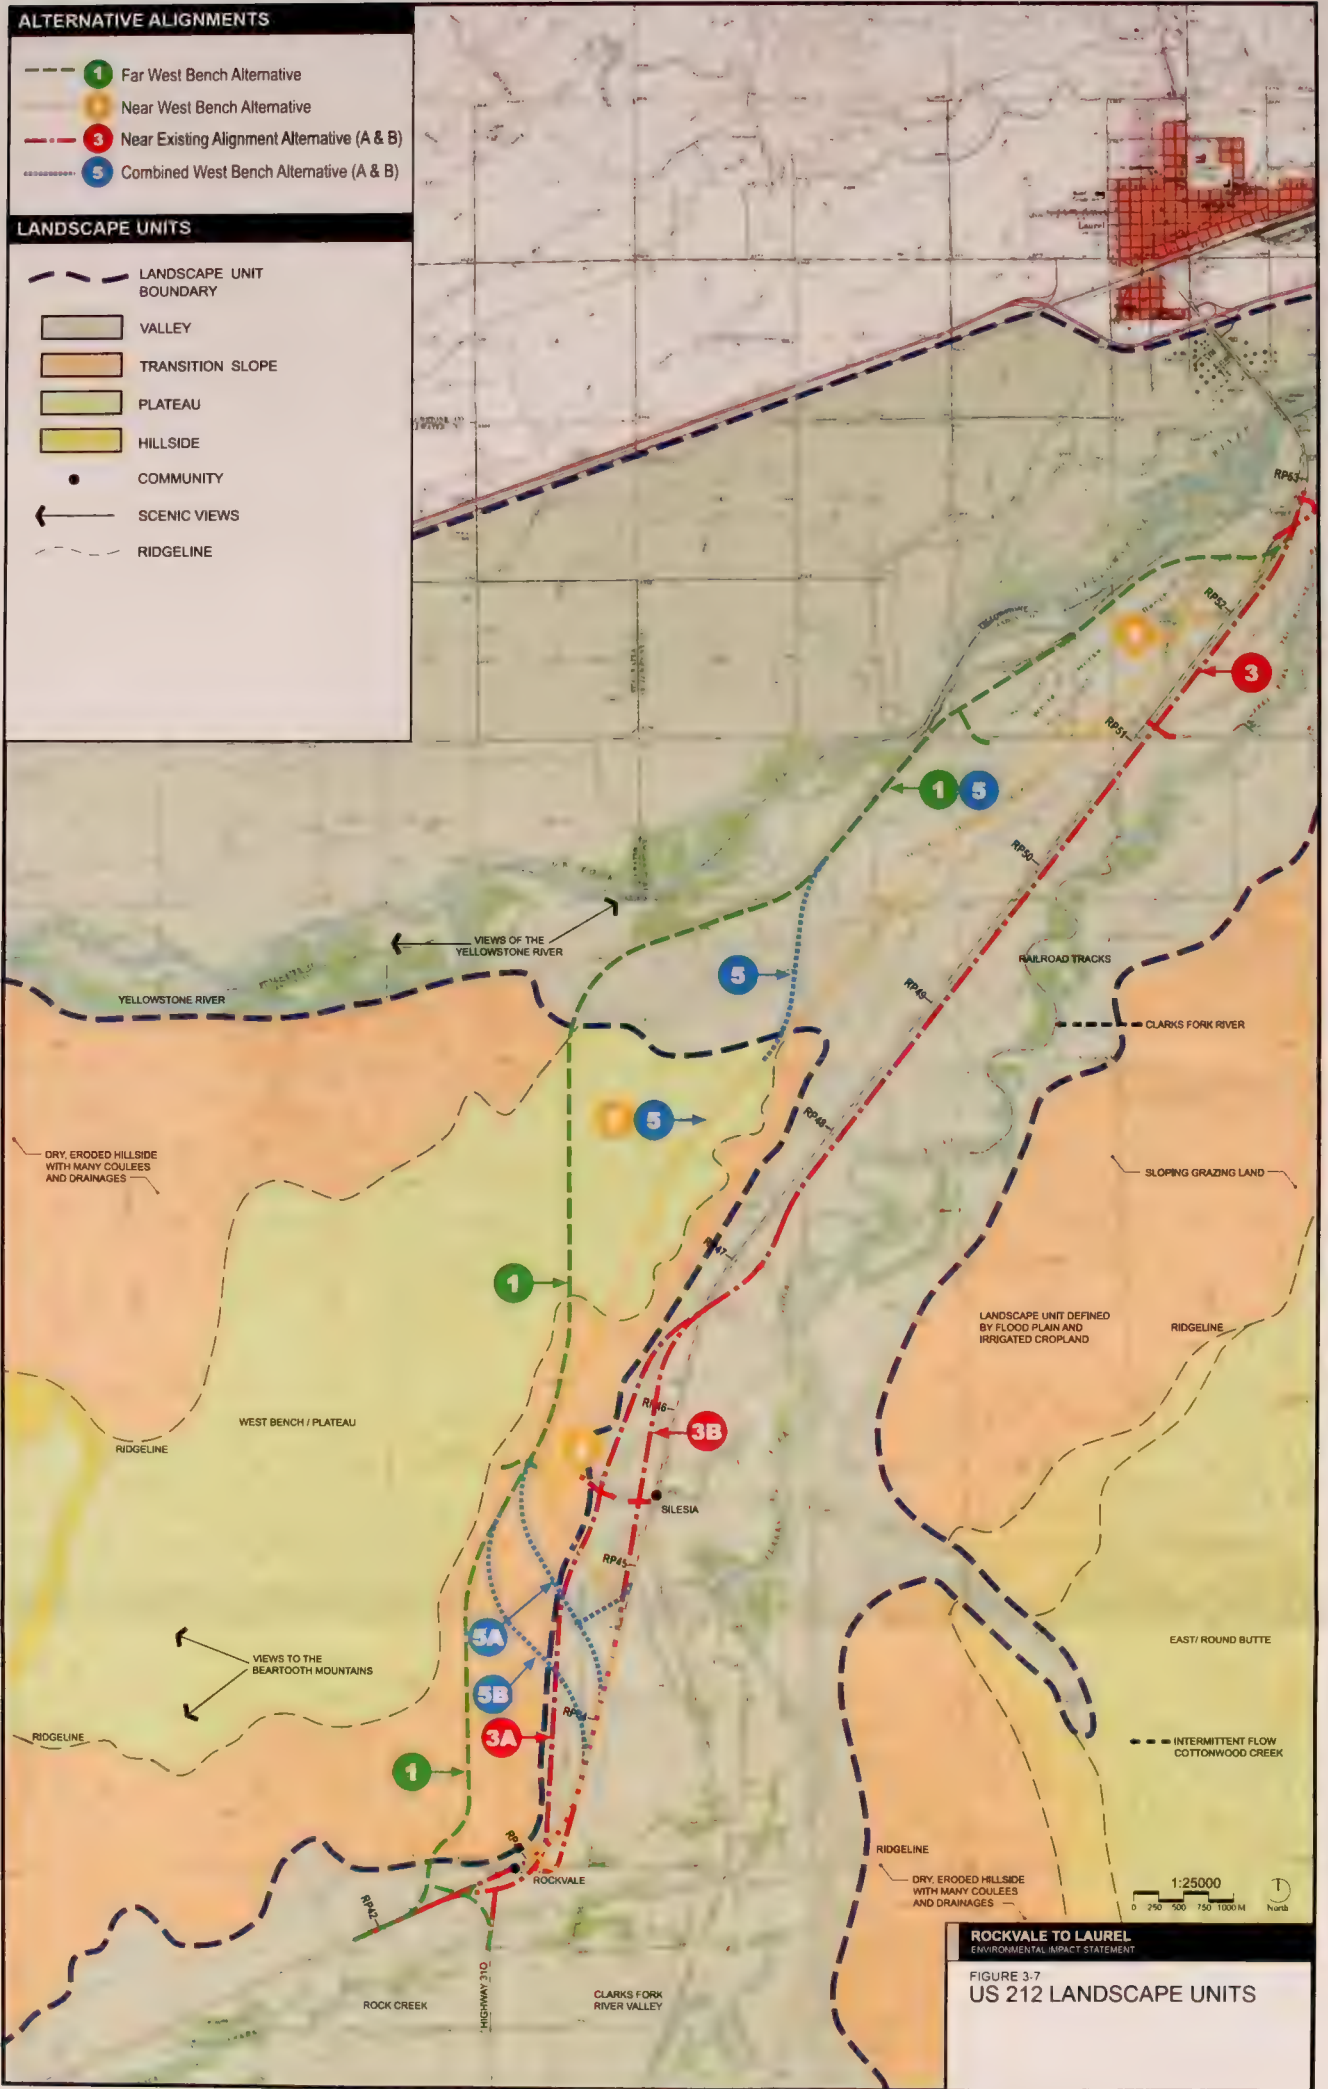 ALTERNATIVE ALIGNMENTS
1 Far West Bench Alternative
Near West Bench Alternative
3 Near Existing Alignment Alternative (A & B)
5 Combined West Bench Alternative (A & B)
LANDSCAPE UNITS
LANDSCAPE UNIT
BOUNDARY
VALLEY
TRANSITION SLOPE
PLATEAU
HILLSIDE
COMMUNITY
SCENIC VIEWS
RIDGELINE
Laurel
RP53
RP52
3
RP51
1 5
RP50
VIEWS OF THE
YELLOWSTONE RIVER
5
RAILROAD TRACKS
RP49
YELLOWSTONE RIVER
CLARKS FORK RIVER
5
RP48
DRY, ERODED HILLSIDE
WITH MANY COULEES
AND DRAINAGES
SLOPING GRAZING LAND
1
LANDSCAPE UNIT DEFINED
BY FLOOD PLAIN AND
IRRIGATED CROPLAND
RIDGELINE
WEST BENCH / PLATEAU
RIDGELINE
3B
SILESIA
RP45
5A
EAST/ ROUND BUTTE
VIEWS TO THE
BEARTOOTH MOUNTAINS
5B
3A
RIDGELINE
INTERMITTENT FLOW
COTTONWOOD CREEK
1
RIDGELINE
ROCKVALE
DRY, ERODED HILLSIDE
WITH MANY COULEES
AND DRAINAGES
1:25000
0 250 500 750 1000 M
North
RP42
HIGHWAY 310
ROCK CREEK
CLARKS FORK
RIVER VALLEY
ROCKVALE TO LAUREL
ENVIRONMENTAL IMPACT STATEMENT
FIGURE 3-7
US 212 LANDSCAPE UNITS